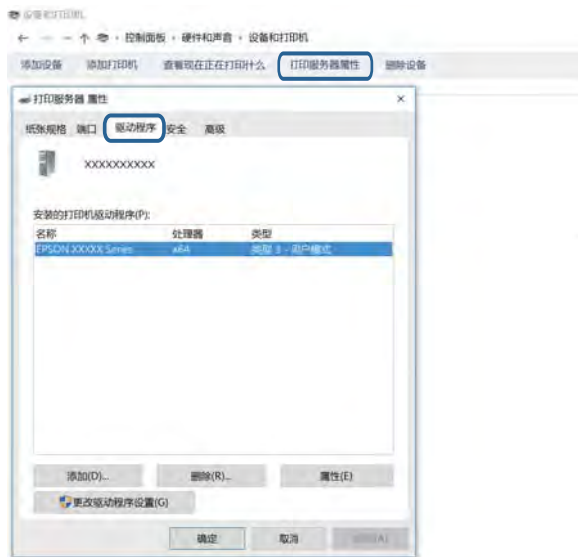 设备和打印机
控制面板 › 硬件和声音 › 设备和打印机
添加设备 添加打印机 查看现在正在打印什么 打印服务器属性 删除设备
打印服务器 属性
纸张规格 端口 驱动程序 安全 高级
XXXXXXXXXX
安装的打印机驱动程序(P):
名称 处理器 类型
EPSON XXXXX Series x64 类型 3 - 用户模式
添加(D)... 删除(R)... 属性(E)
更改驱动程序设置(G)
确定 取消 应用(A)